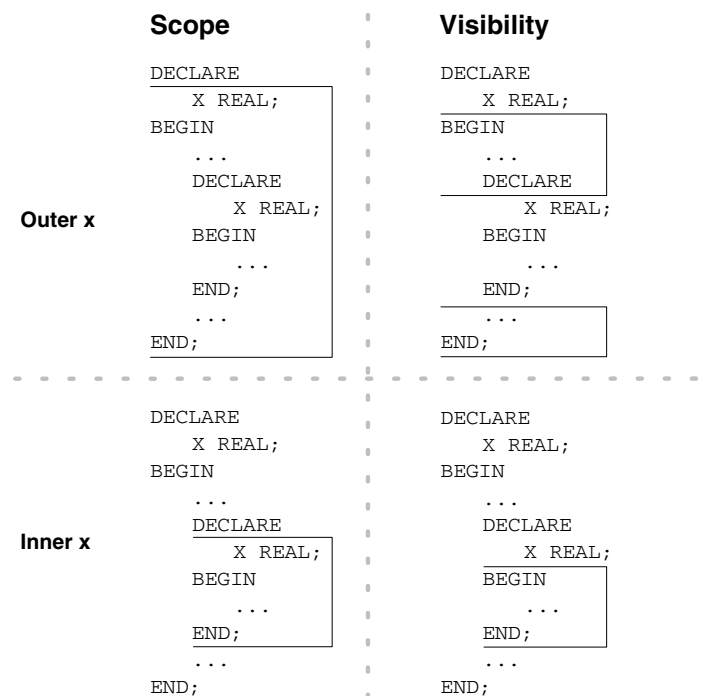 Scope
Visibility
Outer x
DECLARE
X REAL;
BEGIN
...
DECLARE
X REAL;
BEGIN
...
END;
...
END;
DECLARE
X REAL;
BEGIN
...
DECLARE
X REAL;
BEGIN
...
END;
...
END;
Inner x
DECLARE
X REAL;
BEGIN
...
DECLARE
X REAL;
BEGIN
...
END;
...
END;
DECLARE
X REAL;
BEGIN
...
DECLARE
X REAL;
BEGIN
...
END;
...
END;